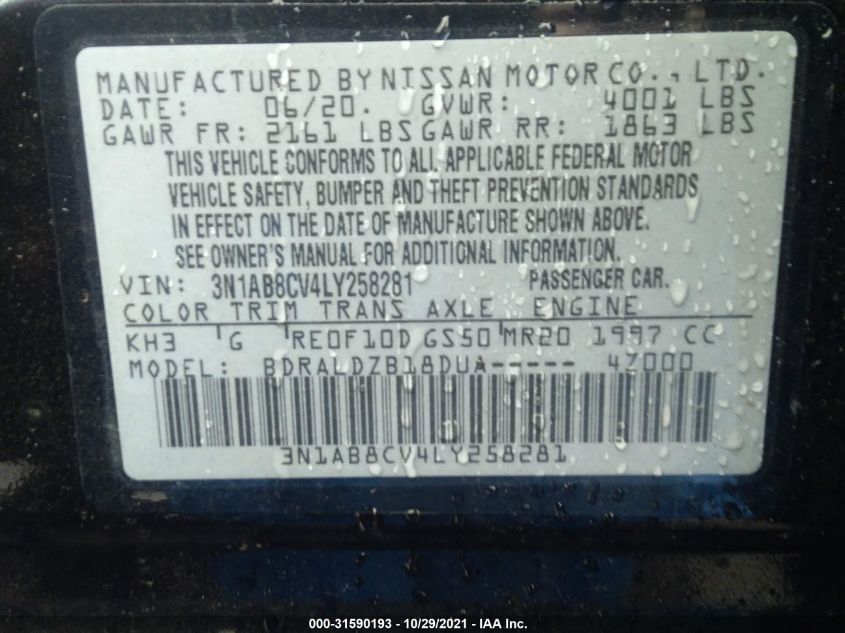 MANUFACTURED BY NISSAN MOTOR CO., LTD.
DATE: 06/20. GVWR: 4001 LBS
GAWR FR: 2161 LBS GAWR RR: 1863 LBS
THIS VEHICLE CONFORMS TO ALL APPLICABLE FEDERAL MOTOR
VEHICLE SAFETY, BUMPER AND THEFT PREVENTION STANDARDS
IN EFFECT ON THE DATE OF MANUFACTURE SHOWN ABOVE.
SEE OWNER'S MANUAL FOR ADDITIONAL INFORMATION.
VIN: 3N1AB8CV4LY258281 PASSENGER CAR.
COLOR TRIM TRANS AXLE ENGINE
KH3 G RE0F10D GS50 MR20 1997 CC
MODEL: BDRALDZB18DUA----- 4Z000
3N1AB8CV4LY258281
000-31590193 - 10/29/2021 - IAA Inc.